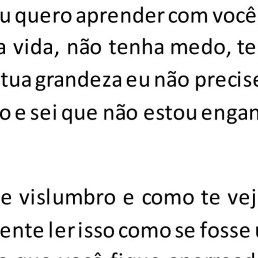 u quero aprender com você
a vida, não tenha medo, te
tua grandeza eu não precise
o e sei que não estou engan
e vislumbro e como te vej
ente ler isso como se fosse u